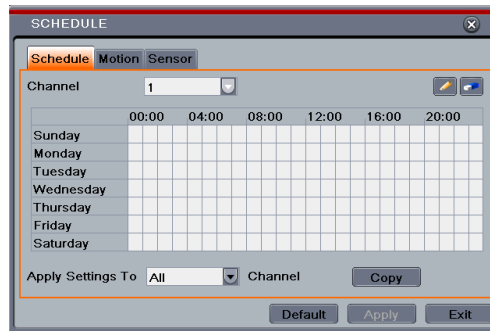 SCHEDULE
Schedule Motion Sensor
Channel 1
00:00 04:00 08:00 12:00 16:00 20:00
Sunday
Monday
Tuesday
Wednesday
Thursday
Friday
Saturday
Apply Settings To All Channel Copy
Default Apply Exit